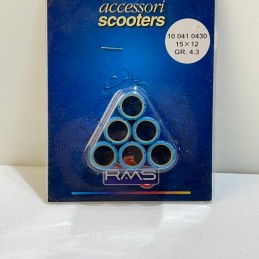 accessori
scooters
10 041 0430
15 x 12
GR. 4.3
RMS